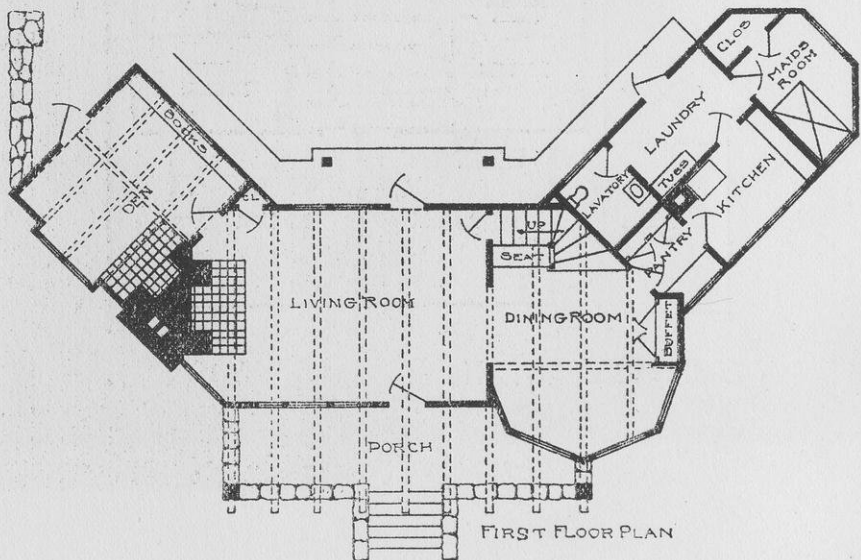 CLOS
MAIDS
ROOM
BOOKS
LAUNDRY
DEN
CL.
TUBS
LAVATORY
KITCHEN
UP
PANTRY
SEAT
LIVING ROOM
DINING ROOM
BUFFET
PORCH
FIRST FLOOR PLAN